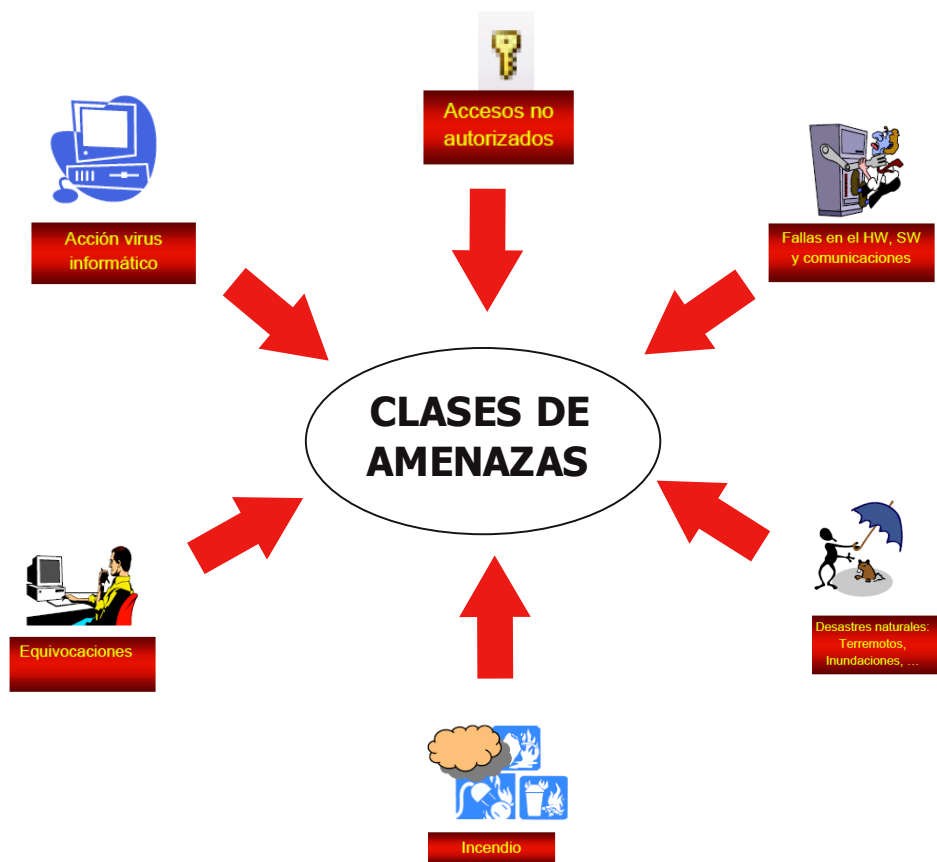 Accesos no
autorizados
Acción virus
informático
Fallas en el HW, SW
y comunicaciones
CLASES DE
AMENAZAS
Equivocaciones
Desastres naturales:
Terremotos,
Inundaciones, ...
Incendio